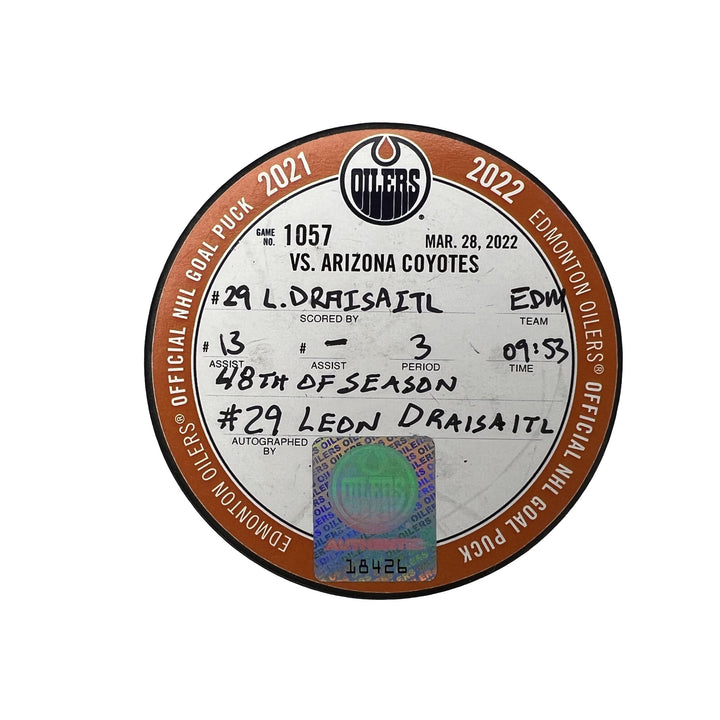 2021 2022
OILERS®
GAME NO. 1057 MAR. 28, 2022
VS. ARIZONA COYOTES
#29 L. DRAISAITL EDM
SCORED BY TEAM
#13 #- 3 09:53
ASSIST ASSIST PERIOD TIME
48TH OF SEASON
#29 LEON DRAISAITL
AUTOGRAPHED BY
OILERS
AUTHENTIC
18426
EDMONTON OILERS® OFFICIAL NHL GOAL PUCK
EDMONTON OILERS® OFFICIAL NHL GOAL PUCK